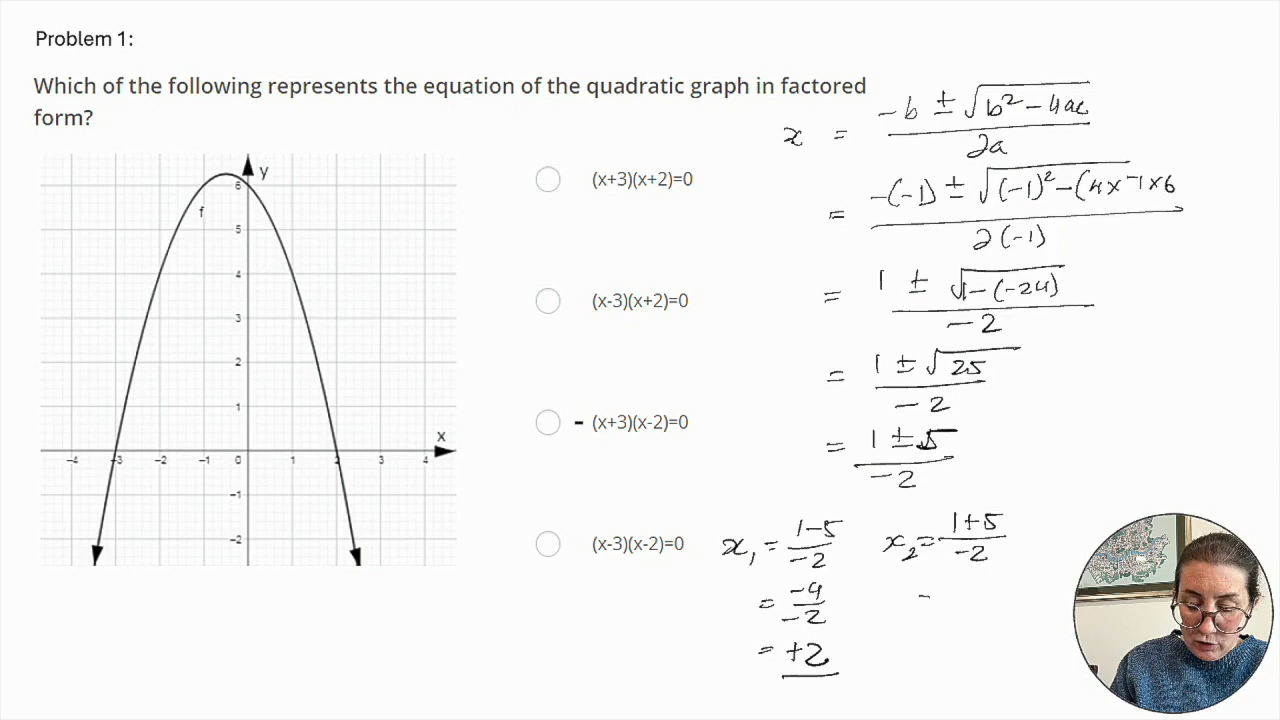 Problem 1:
Which of the following represents the equation of the quadratic graph in factored
form?
y
6
f
5
4
3
2
1
x
-4 -3 -2 -1 0 1 2 3 4
-1
-2
(x+3)(x+2)=0
(x-3)(x+2)=0
- (x+3)(x-2)=0
(x-3)(x-2)=0
x = -b ± √b² - 4ac / 2a
= -(-1) ± √(-1)² - (4x-1x6 / 2(-1)
= 1 ± √1-(-24) / -2
= 1 ± √25 / -2
= 1 ± 5 / -2
x₁ = 1-5 / -2
= -4 / -2
= +2
x₂ = 1+5 / -2
=